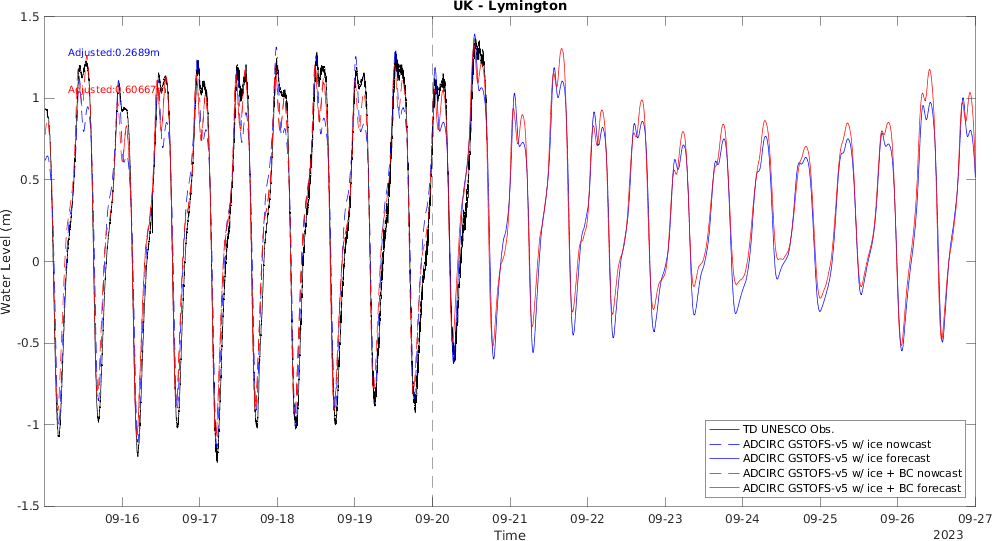 UK - Lymington
Adjusted:0.2689m
Adjusted:0.60667m
Water Level (m)
1.5
1
0.5
0
-0.5
-1
-1.5
TD UNESCO Obs.
ADCIRC GSTOFS-v5 w/ ice nowcast
ADCIRC GSTOFS-v5 w/ ice forecast
ADCIRC GSTOFS-v5 w/ ice + BC nowcast
ADCIRC GSTOFS-v5 w/ ice + BC forecast
09-16 09-17 09-18 09-19 09-20 09-21 09-22 09-23 09-24 09-25 09-26 09-27
Time
2023